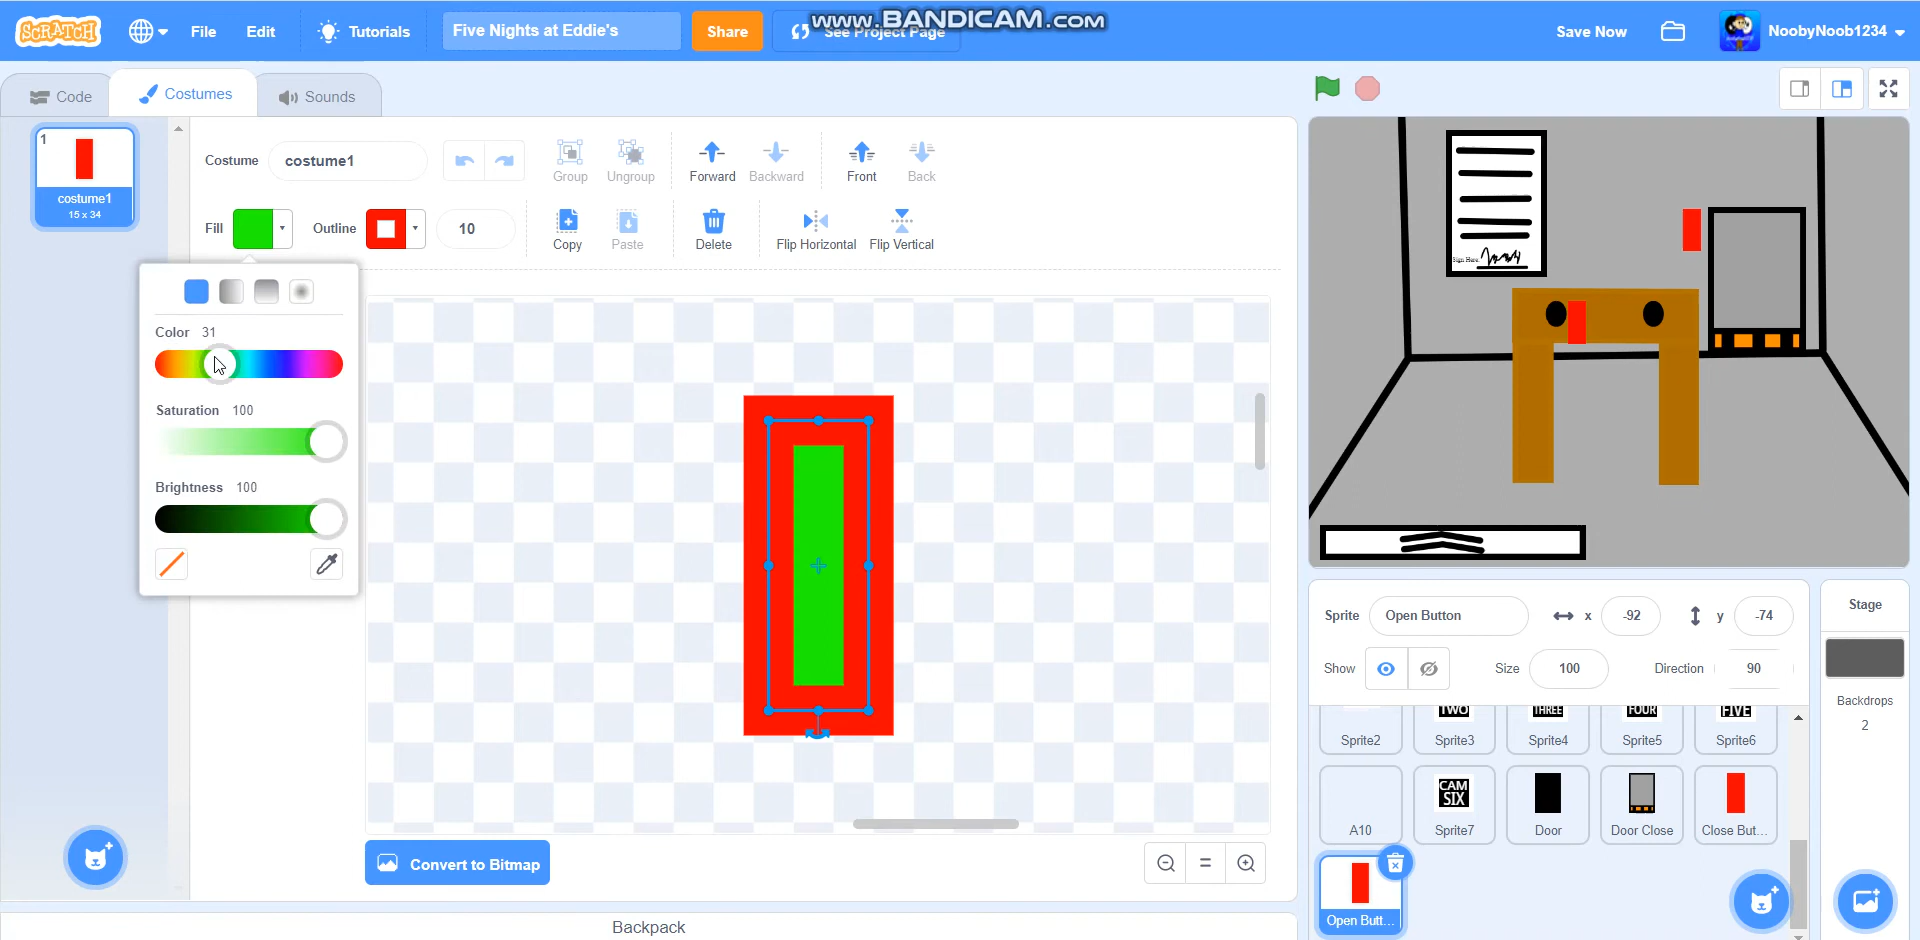 SCRATCH
File
Edit
Tutorials
Five Nights at Eddie's
Share
See Project Page
www.BANDICAM.com
Save Now
NoobyNoob1234
Code
Costumes
Sounds
1
costume1
15 x 34
Costume
costume1
Group
Ungroup
Forward
Backward
Front
Back
Fill
Outline
10
Copy
Paste
Delete
Flip Horizontal
Flip Vertical
Color 31
Saturation 100
Brightness 100
Sign Here:
Convert to Bitmap
Backpack
Sprite
Open Button
x
-92
y
-74
Show
Size
100
Direction
90
Stage
Backdrops
2
TWO
THREE
FOUR
FIVE
Sprite2
Sprite3
Sprite4
Sprite5
Sprite6
CAM
SIX
A10
Sprite7
Door
Door Close
Close But...
Open Butt...